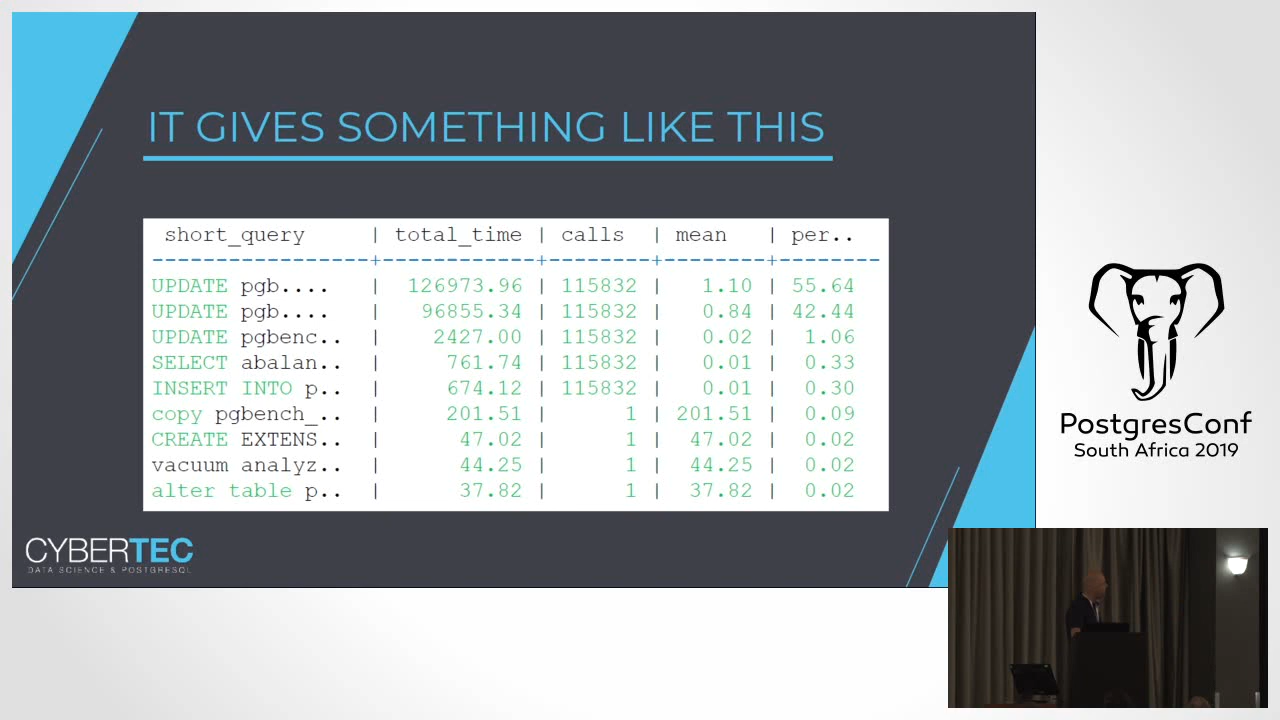 IT GIVES SOMETHING LIKE THIS
short_query | total_time | calls | mean | per..
-----------------+------------+--------+--------+--------
UPDATE pgb.... | 126973.96 | 115832 | 1.10 | 55.64
UPDATE pgb.... | 96855.34 | 115832 | 0.84 | 42.44
UPDATE pgbenc.. | 2427.00 | 115832 | 0.02 | 1.06
SELECT abalan.. | 761.74 | 115832 | 0.01 | 0.33
INSERT INTO p.. | 674.12 | 115832 | 0.01 | 0.30
copy pgbench_.. | 201.51 | 1 | 201.51 | 0.09
CREATE EXTENS.. | 47.02 | 1 | 47.02 | 0.02
vacuum analyz.. | 44.25 | 1 | 44.25 | 0.02
alter table p.. | 37.82 | 1 | 37.82 | 0.02
CYBERTEC
DATA SCIENCE & POSTGRESQL
PostgresConf
South Africa 2019